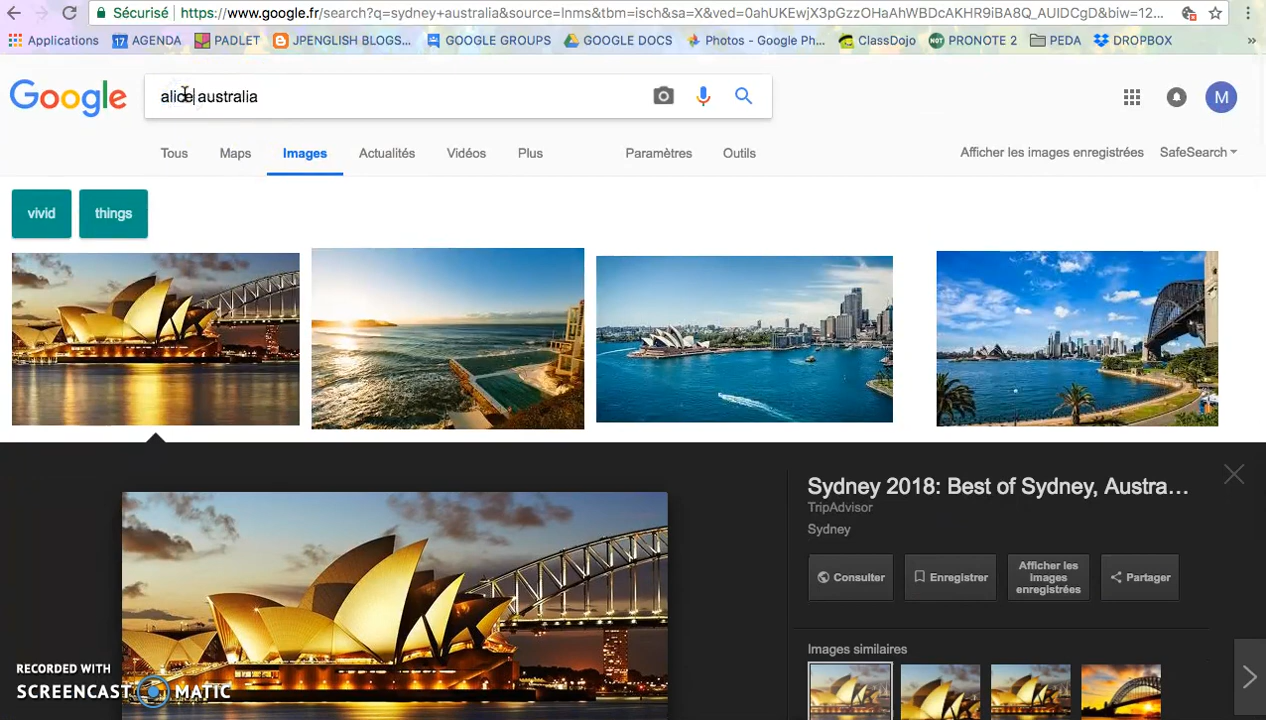 Sécurisé https://www.google.fr/search?q=sydney+australia&source=lnms&tbm=isch&sa=X&ved=0ahUKEwjX3pGzzOHaAhWBDcAKHR9iBA8Q_AUIDCgD&biw=12...
Applications 17 AGENDA PADLET JPENGLISH BLOGS... GOOGLE GROUPS GOOGLE DOCS Photos - Google Ph... ClassDojo NOT PRONOTE 2 PEDA DROPBOX »
Google alice australia M
Tous Maps Images Actualités Vidéos Plus Paramètres Outils Afficher les images enregistrées SafeSearch
vivid things
Sydney 2018: Best of Sydney, Austra...
TripAdvisor
Sydney
Consulter Enregistrer Afficher les images enregistrées Partager
Images similaires
RECORDED WITH
SCREENCAST MATIC